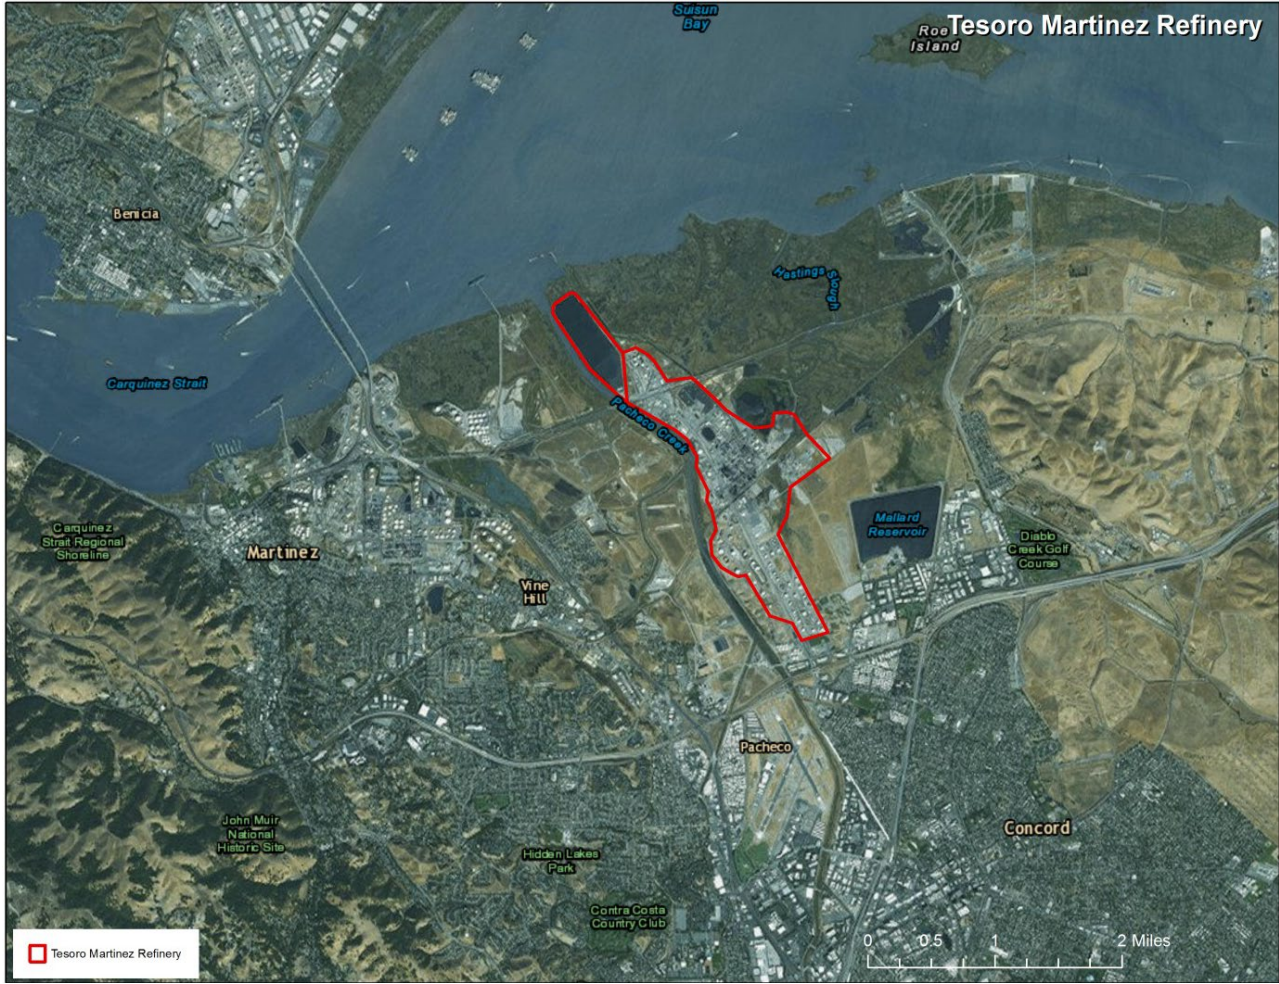 Suisun
Bay
Tesoro Martinez Refinery
Roe
Island
Benicia
Hastings Slough
Carquinez Strait
Pacheco Creek
Mallard
Reservoir
Carquinez
Strait Regional
Shoreline
Martinez
Diablo
Creek Golf
Course
Vine
Hill
Pacheco
John Muir
National
Historic Site
Concord
Hidden Lakes
Park
Contra Costa
Country Club
Tesoro Martinez Refinery
0 0.5 1 2 Miles